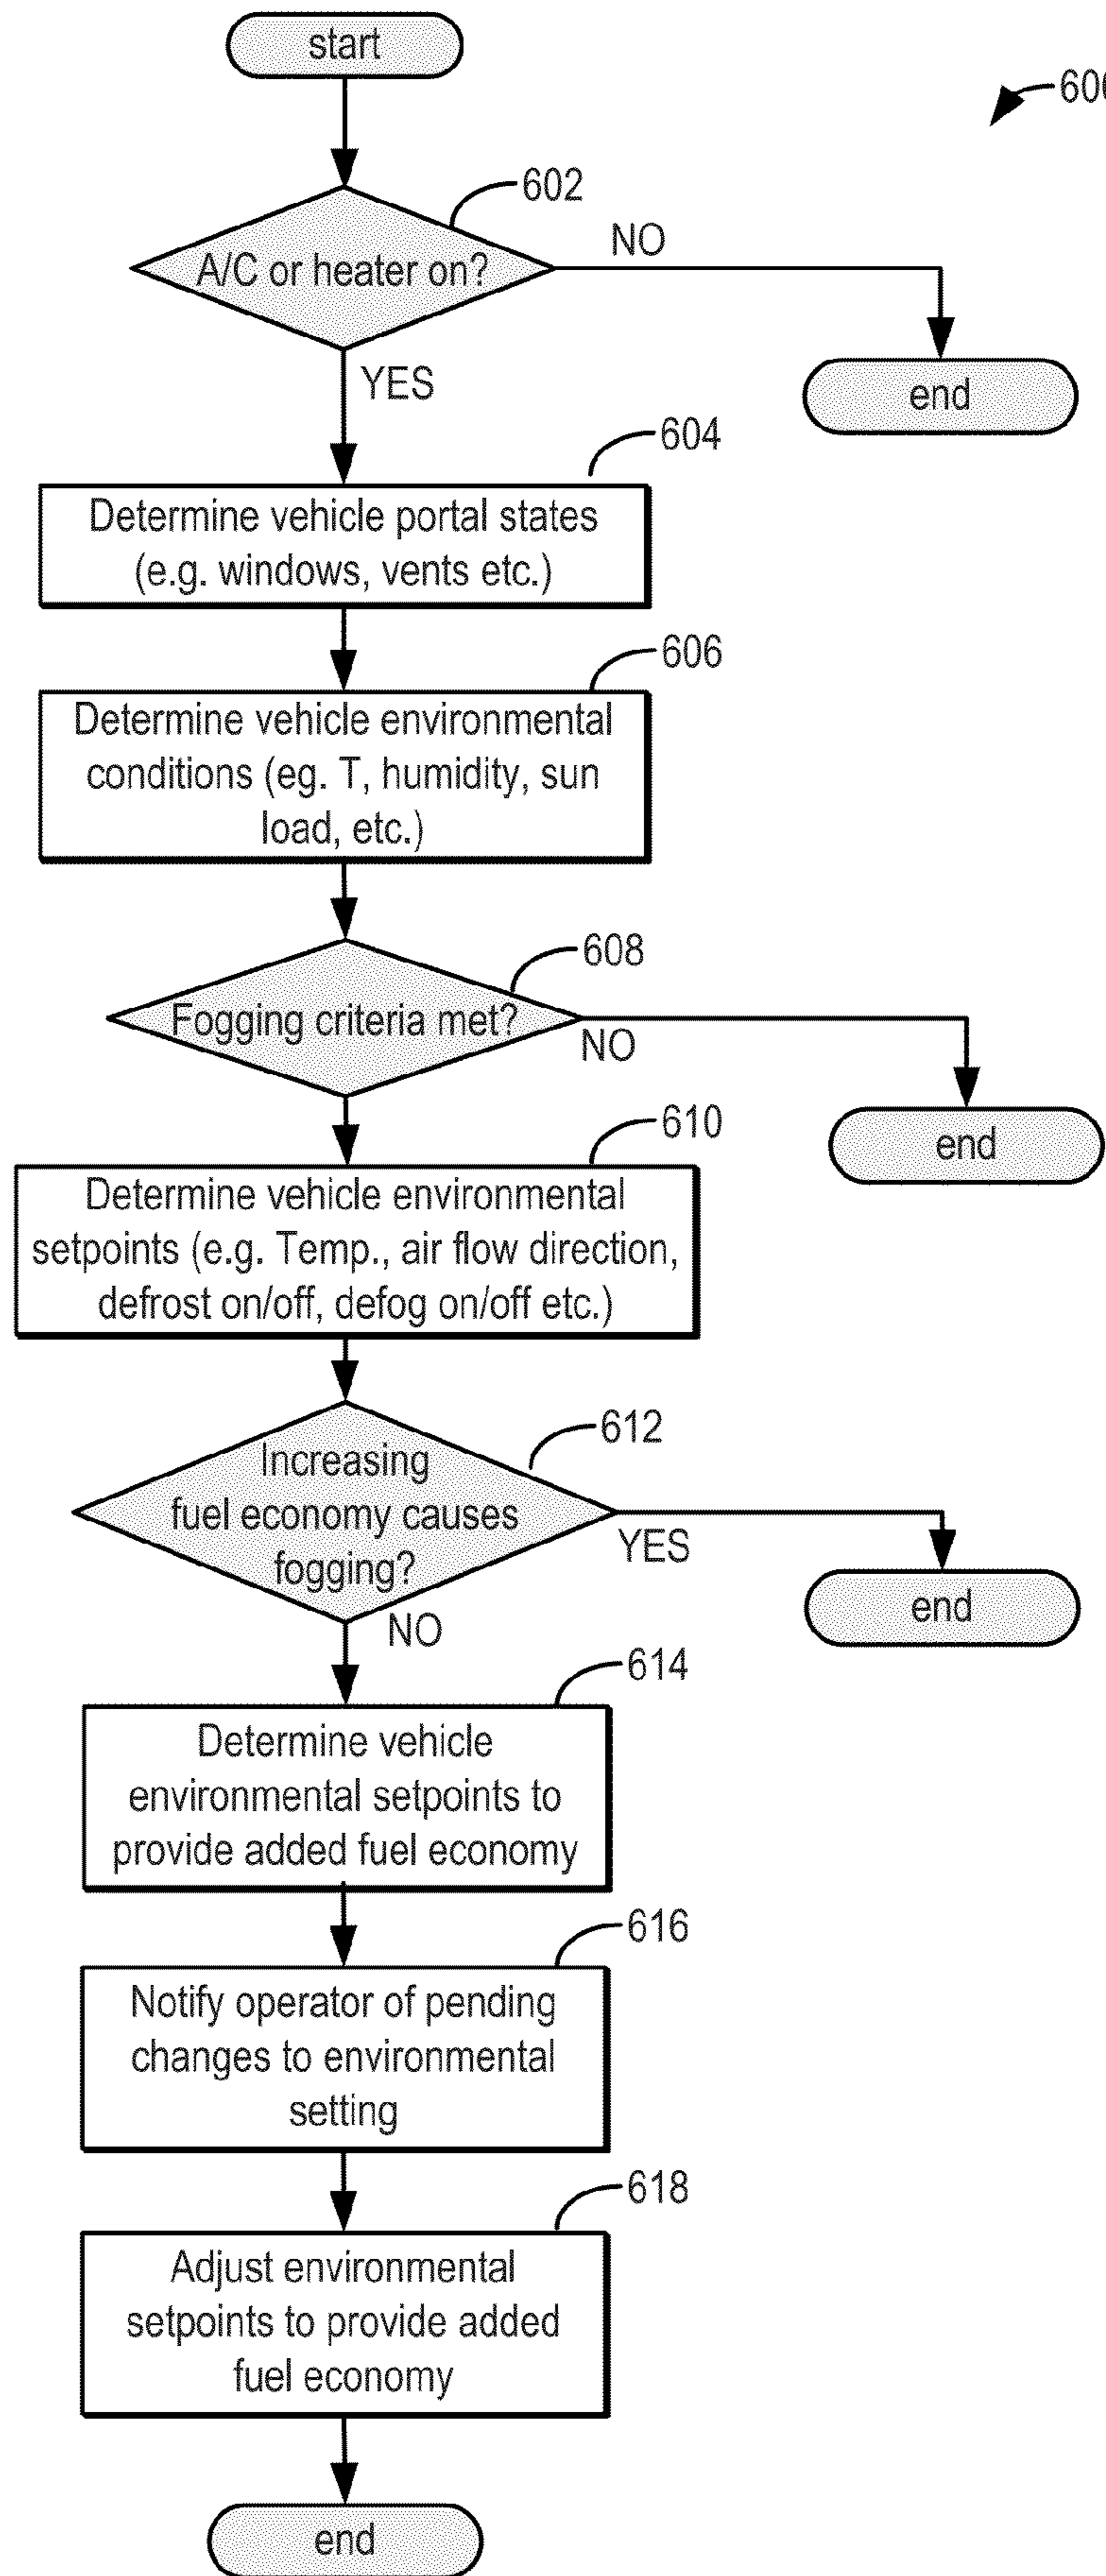 start
600
602
A/C or heater on?
NO
end
YES
604
Determine vehicle portal states
(e.g. windows, vents etc.)
606
Determine vehicle environmental
conditions (eg. T, humidity, sun
load, etc.)
608
Fogging criteria met?
NO
end
610
Determine vehicle environmental
setpoints (e.g. Temp., air flow direction,
defrost on/off, defog on/off etc.)
612
Increasing
fuel economy causes
fogging?
YES
end
NO
614
Determine vehicle
environmental setpoints to
provide added fuel economy
616
Notify operator of pending
changes to environmental
setting
618
Adjust environmental
setpoints to provide added
fuel economy
end